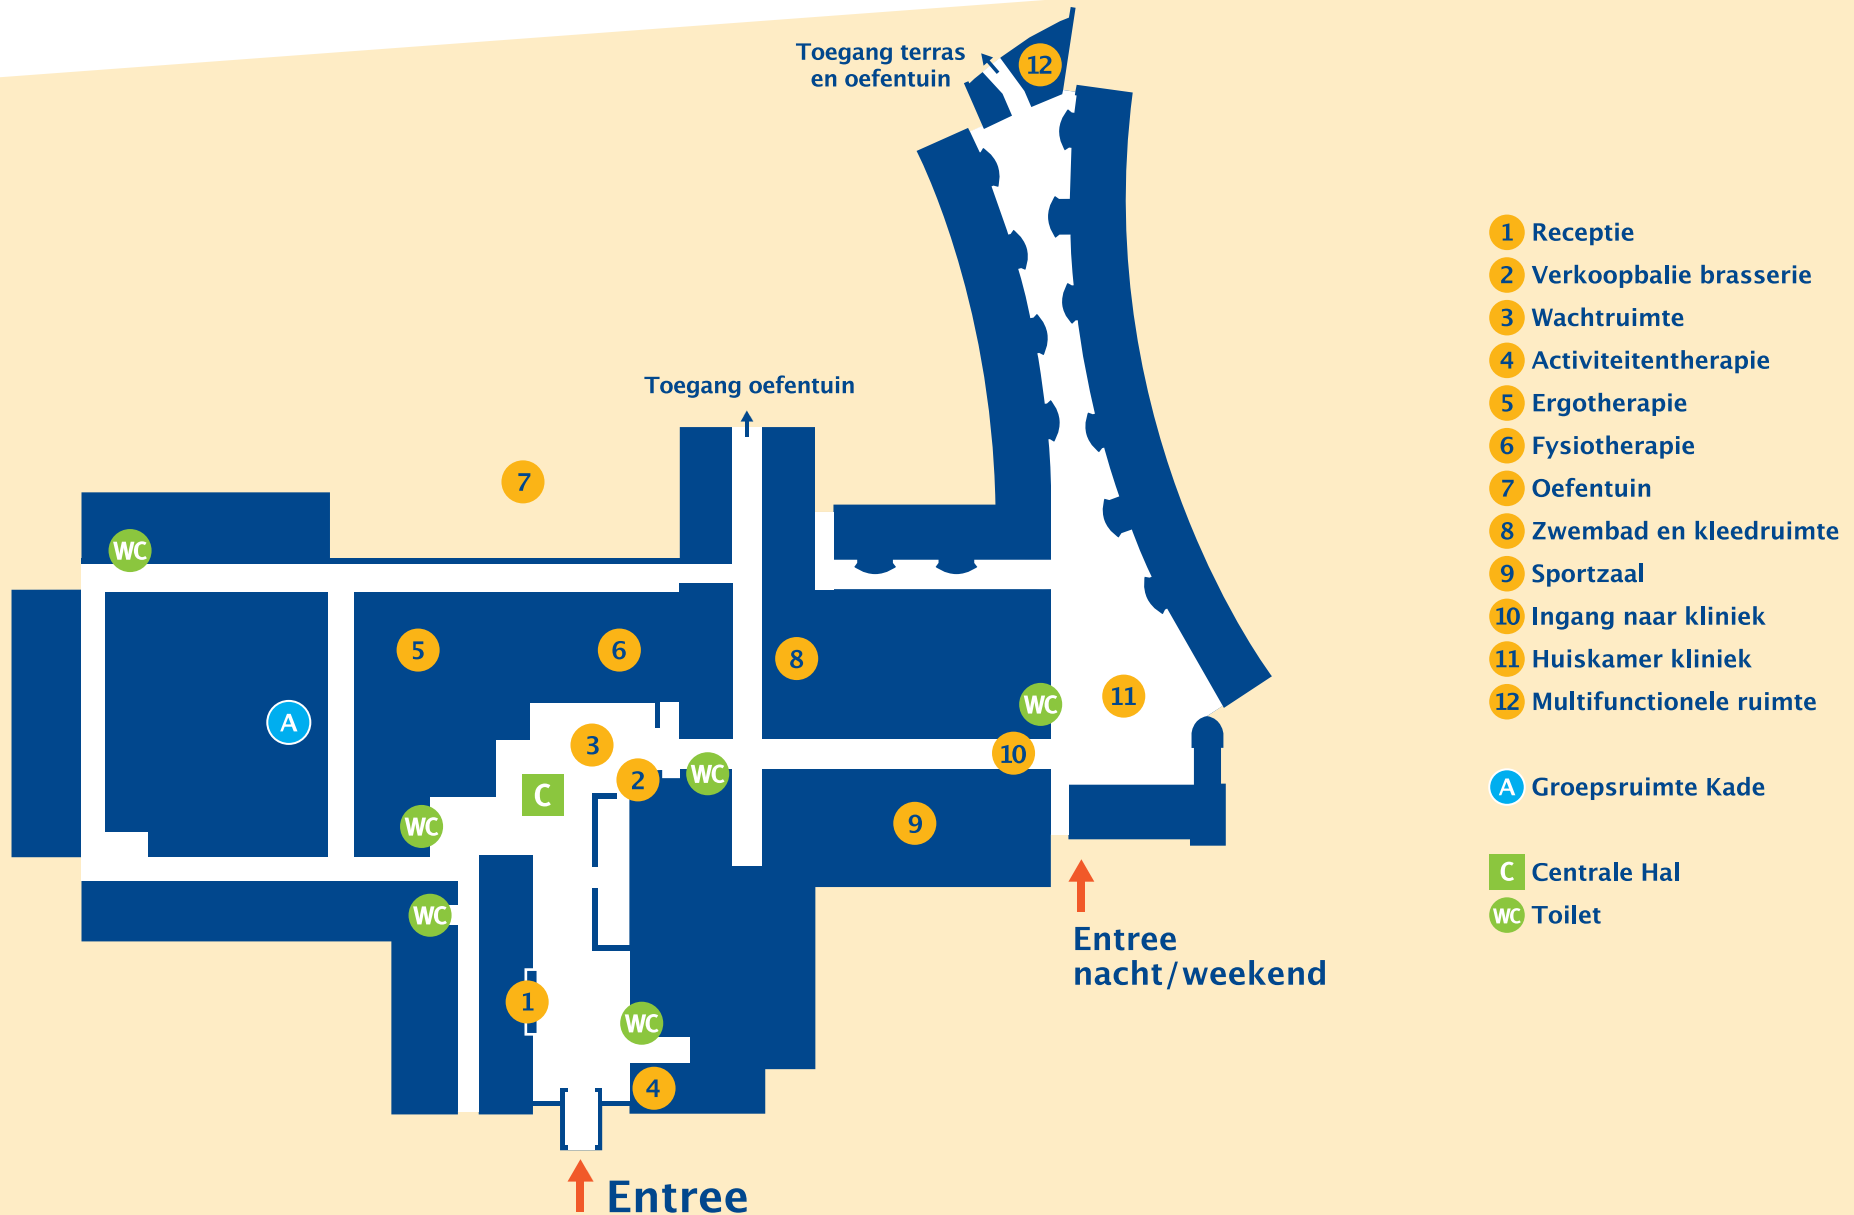 Toegang terras
en oefentuin
12
Toegang oefentuin
7
WC
5
6
8
A
3
2
C
WC
WC
10
11
WC
9
WC
1
WC
4
Entree
nacht/weekend
Entree
1 Receptie
2 Verkoopbalie brasserie
3 Wachtruimte
4 Activiteitentherapie
5 Ergotherapie
6 Fysiotherapie
7 Oefentuin
8 Zwembad en kleedruimte
9 Sportzaal
10 Ingang naar kliniek
11 Huiskamer kliniek
12 Multifunctionele ruimte
A Groepsruimte Kade
C Centrale Hal
WC Toilet